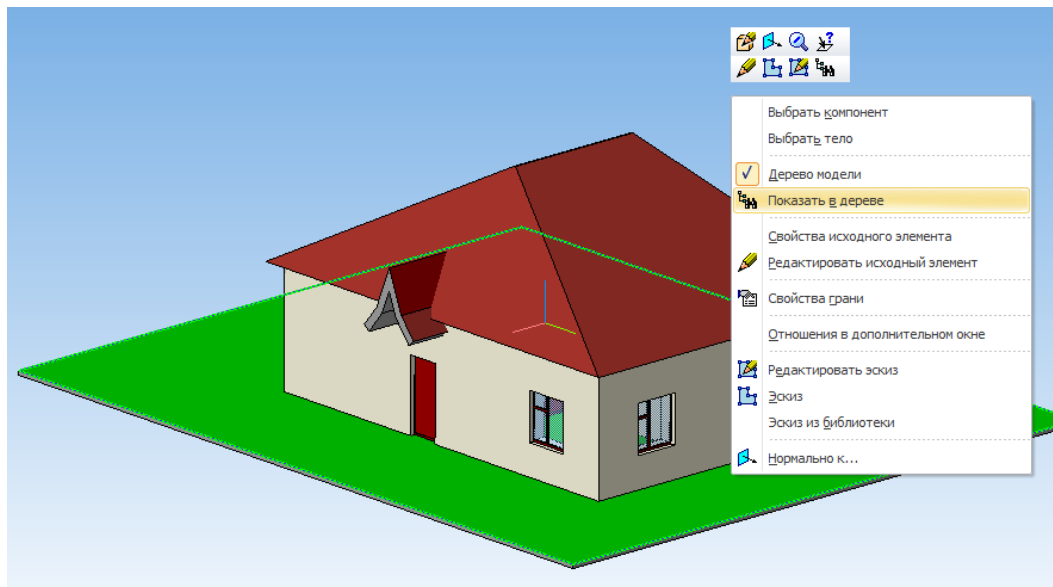 Выбрать компонент
Выбрать тело
Дерево модели
Показать в дереве
Свойства исходного элемента
Редактировать исходный элемент
Свойства грани
Отношения в дополнительном окне
Редактировать эскиз
Эскиз
Эскиз из библиотеки
Нормально к...